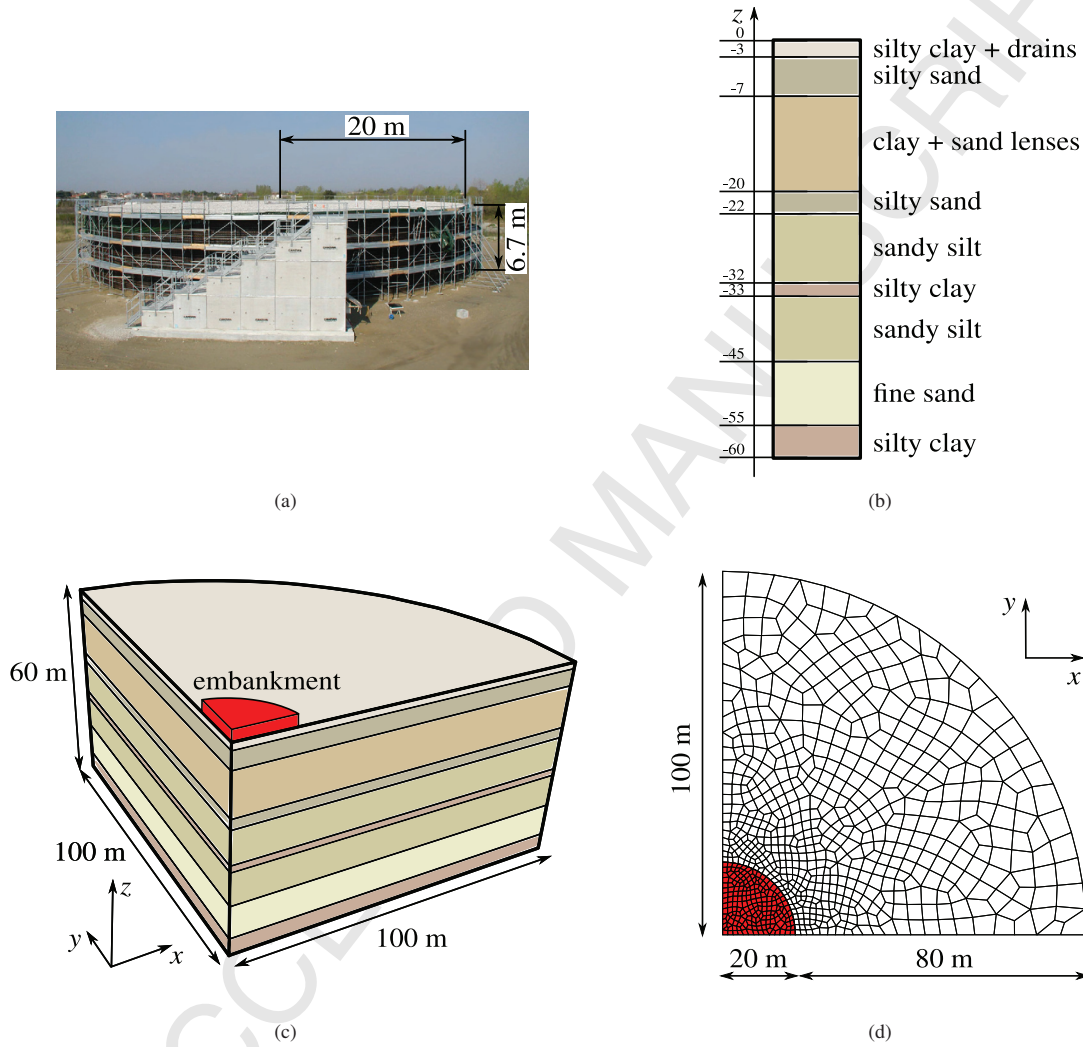 20 m
6.7 m
(a)
z
0
-3
-7
-20
-22
-32
-33
-45
-55
-60
silty clay + drains
silty sand
clay + sand lenses
silty sand
sandy silt
silty clay
sandy silt
fine sand
silty clay
(b)
60 m
embankment
100 m
100 m
z
y
x
(c)
y
x
100 m
20 m
80 m
(d)